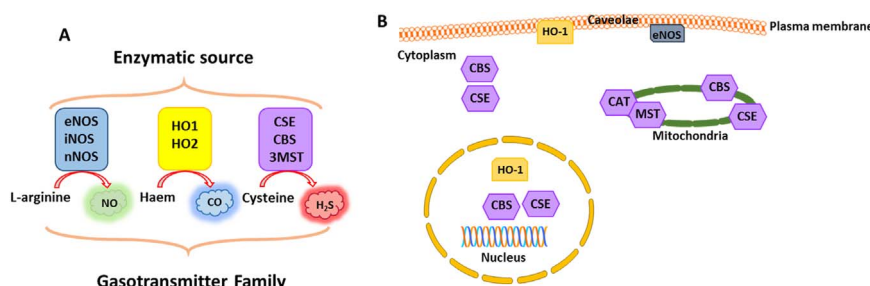 A
Enzymatic source
eNOS
iNOS
nNOS
HO1
HO2
CSE
CBS
3MST
L-arginine
NO
Haem
CO
Cysteine
H₂S
Gasotransmitter Family
B
Caveolae
Plasma membrane
HO-1
eNOS
Cytoplasm
CBS
CSE
CAT
MST
CBS
CSE
Mitochondria
HO-1
CBS
CSE
Nucleus